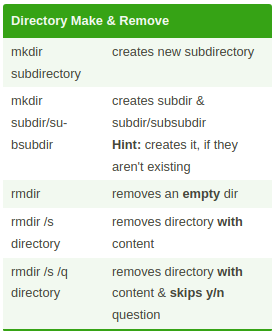 Directory Make & Remove
mkdir creates new subdirectory
subdirectory
mkdir creates subdir &
subdir/su- subdir/subsubdir
bsubdir Hint: creates it, if they
aren't existing
rmdir removes an empty dir
rmdir /s removes directory with
directory content
rmdir /s /q removes directory with
directory content & skips y/n
question